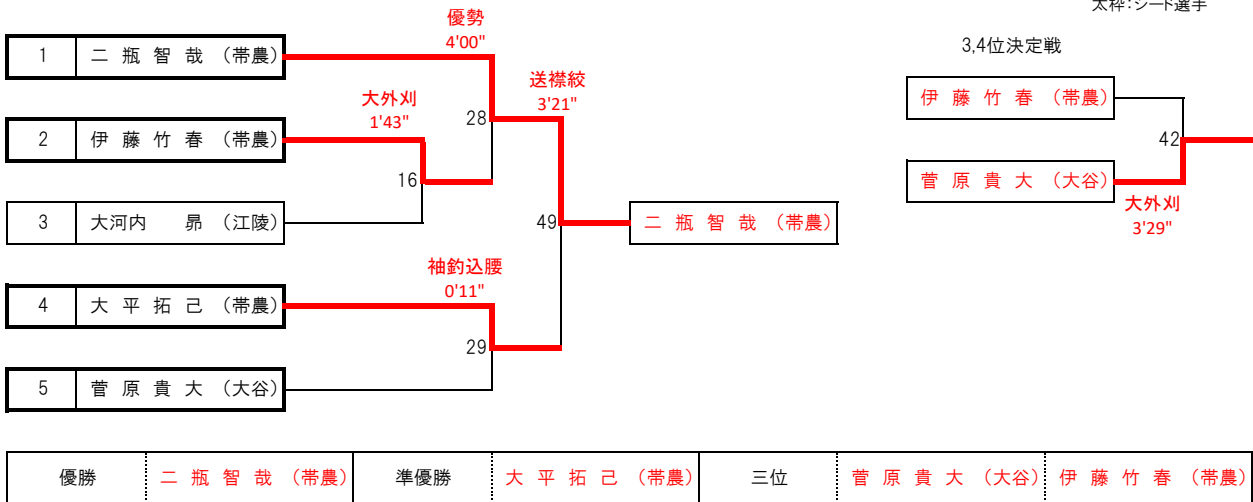 太枠:シード選手
優勢
4'00"
1 二瓶智哉 (帯農)
3,4位決定戦
送襟絞
3'21"
大外刈
1'43"
28
伊藤竹春 (帯農)
2 伊藤竹春 (帯農)
42
16
菅原貴大 (大谷)
大外刈
3'29"
3 大河内 昴 (江陵)
49
二瓶智哉 (帯農)
袖釣込腰
0'11"
4 大平拓己 (帯農)
29
5 菅原貴大 (大谷)
優勝 二瓶智哉 (帯農) 準優勝 大平拓己 (帯農) 三位 菅原貴大 (大谷) 伊藤竹春 (帯農)